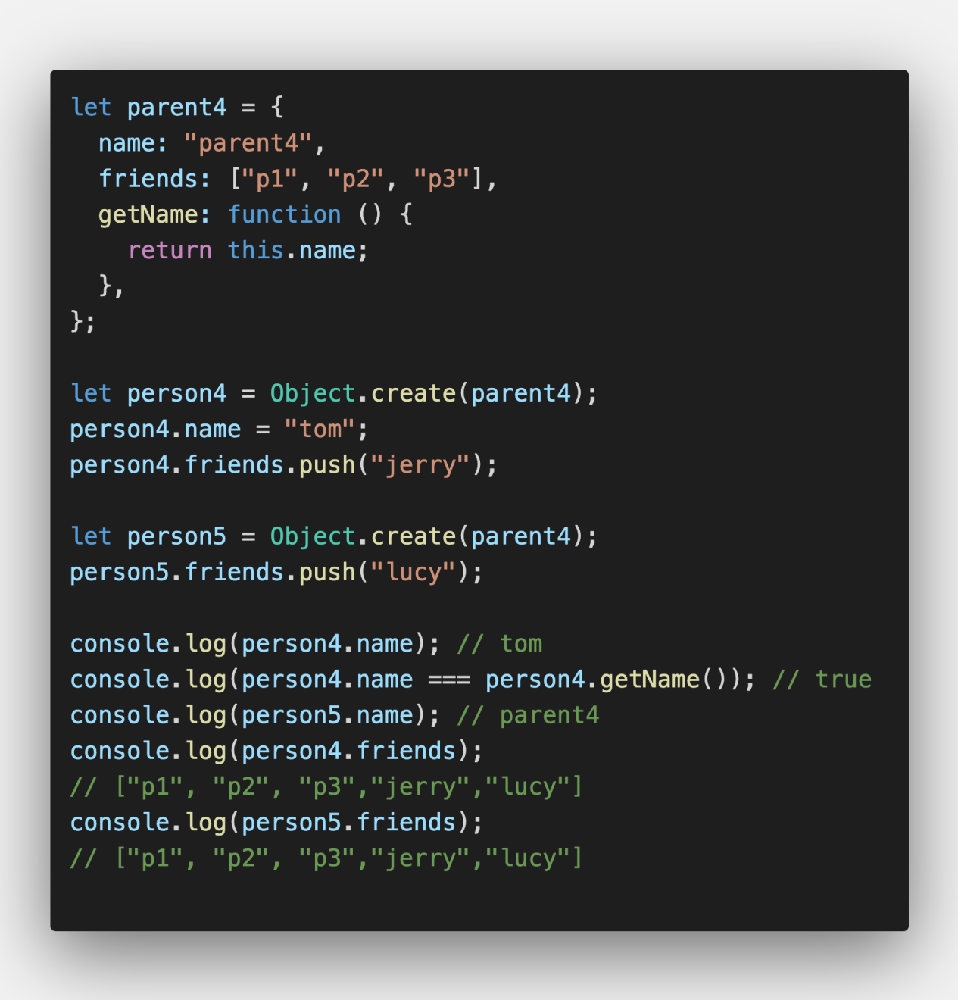 let parent4 = {
  name: "parent4",
  friends: ["p1", "p2", "p3"],
  getName: function () {
    return this.name;
  },
};

let person4 = Object.create(parent4);
person4.name = "tom";
person4.friends.push("jerry");

let person5 = Object.create(parent4);
person5.friends.push("lucy");

console.log(person4.name); // tom
console.log(person4.name === person4.getName()); // true
console.log(person5.name); // parent4
console.log(person4.friends);
// ["p1", "p2", "p3","jerry","lucy"]
console.log(person5.friends);
// ["p1", "p2", "p3","jerry","lucy"]